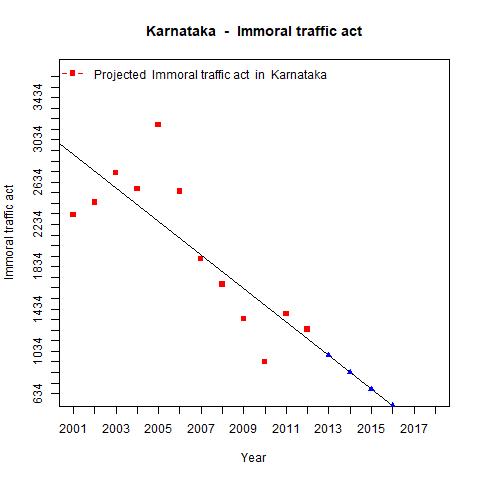 Karnataka - Immoral traffic act
Projected Immoral traffic act in Karnataka
Immoral traffic act
3434
3034
2634
2234
1834
1434
1034
634
2001 2003 2005 2007 2009 2011 2013 2015 2017
Year